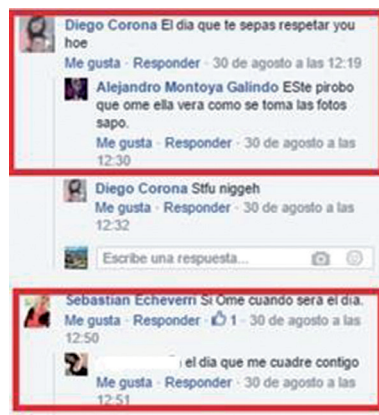 Diego Corona El dia que te sepas respetar you
hoe
Me gusta · Responder · 30 de agosto a las 12:19
Alejandro Montoya Galindo ESte pirobo
que ome ella vera como se toma las fotos
sapo.
Me gusta · Responder · 30 de agosto a las
12:30
Diego Corona Stfu niggeh
Me gusta · Responder · 30 de agosto a las
12:32
Escribe una respuesta...
Sebastian Echeverri Si Ome cuando será el día.
Me gusta · Responder · 1 · 30 de agosto a las
12:50
el dia que me cuadre contigo
Me gusta · Responder · 30 de agosto a las
12:51